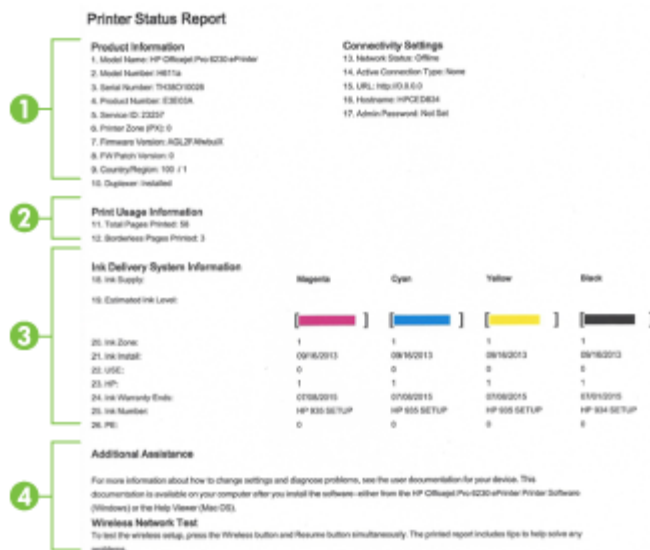 Printer Status Report
1
Product Information
1. Model Name: HP Officejet Pro 6230 ePrinter
2. Model Number: H611a
3. Serial Number:
4. Product Number: E3E03A
5. Service ID: 23257
6. Printer Zone (PX): 0
7. Firmware Version:
8. FW Patch Version: 0
9. Country/Region: 100 / 1
10. Duplexer: Installed
Connectivity Settings
13. Network Status: Offline
14. Active Connection Type: None
15. URL: http://0.0.0.0
16. Hostname: HPCED834
17. Admin Password: Not Set
2
Print Usage Information
11. Total Pages Printed: 56
12. Borderless Pages Printed: 3
3
Ink Delivery System Information
18. Ink Supply: Magenta Cyan Yellow Black
19. Estimated Ink Level:
[ ] [ ] [ ] [ ]
20. Ink Zone: 1 1 1 1
21. Ink Install: 09/16/2013 09/16/2013 09/16/2013 09/16/2013
22. USE: 0 0 0 0
23. HP: 1 1 1 1
24. Ink Warranty Ends: 07/08/2015 07/08/2015 07/08/2015 07/01/2015
25. Ink Number: HP 935 SETUP HP 935 SETUP HP 935 SETUP HP 934 SETUP
26. PE: 0 0 0 0
4
Additional Assistance
For more information about how to change settings and diagnose problems, see the user documentation for your device. This
documentation is available on your computer after you install the software- either from the HP Officejet Pro 6230 ePrinter Printer Software
(Windows) or the Help Viewer (Mac OS).
Wireless Network Test
To test the wireless setup, press the Wireless button and Resume button simultaneously. The printed report includes tips to help solve any
problems.